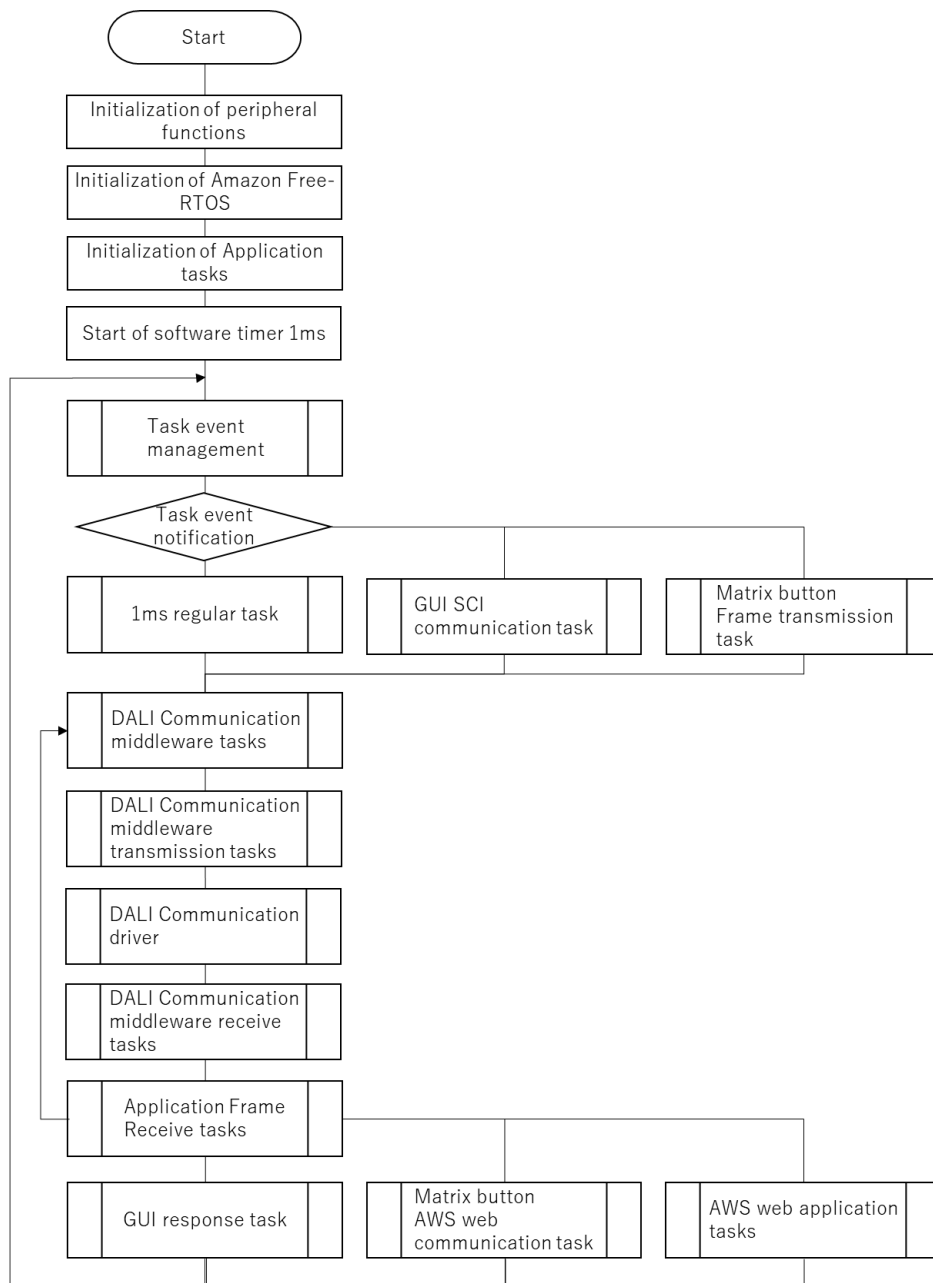 Start
Initialization of peripheral
functions
Initialization of Amazon Free-
RTOS
Initialization of Application
tasks
Start of software timer 1ms
Task event
management
Task event
notification
1ms regular task
GUI SCI
communication task
Matrix button
Frame transmission
task
DALI Communication
middleware tasks
DALI Communication
middleware
transmission tasks
DALI Communication
driver
DALI Communication
middleware receive
tasks
Application Frame
Receive tasks
GUI response task
Matrix button
AWS web
communication task
AWS web application
tasks